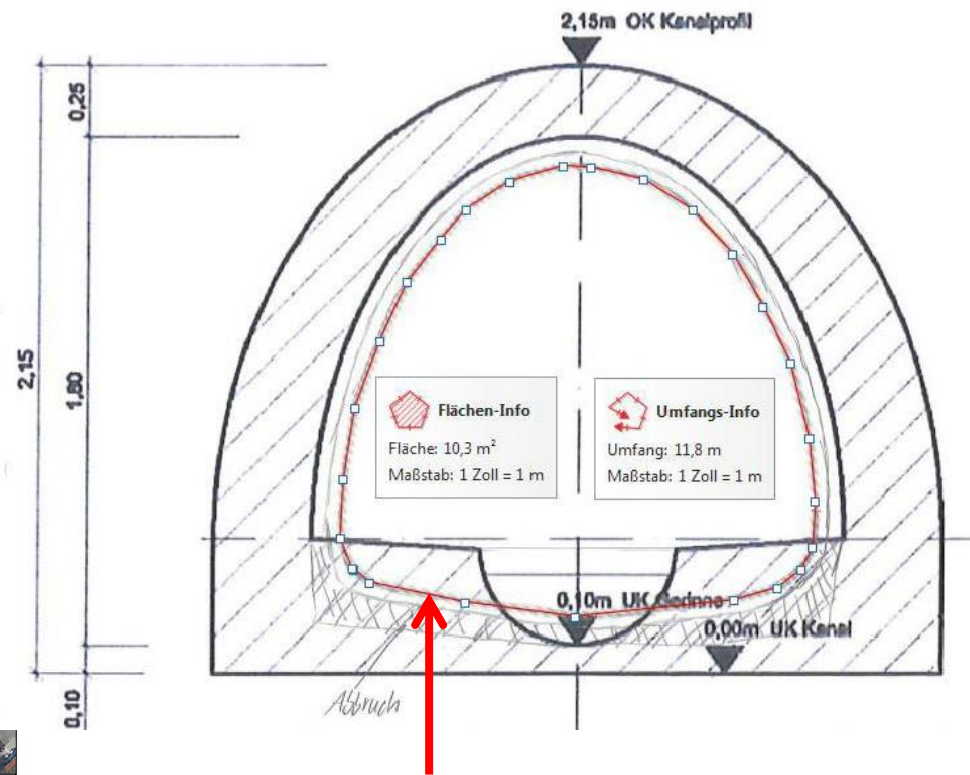 2,15m OK Kanalprofil
0,25
2,15
1,80
Flächen-Info
Fläche: 10,3 m²
Maßstab: 1 Zoll = 1 m
Umfangs-Info
Umfang: 11,8 m
Maßstab: 1 Zoll = 1 m
0,10m UK Gerinne
0,00m UK Kanal
0,10
Abbruch